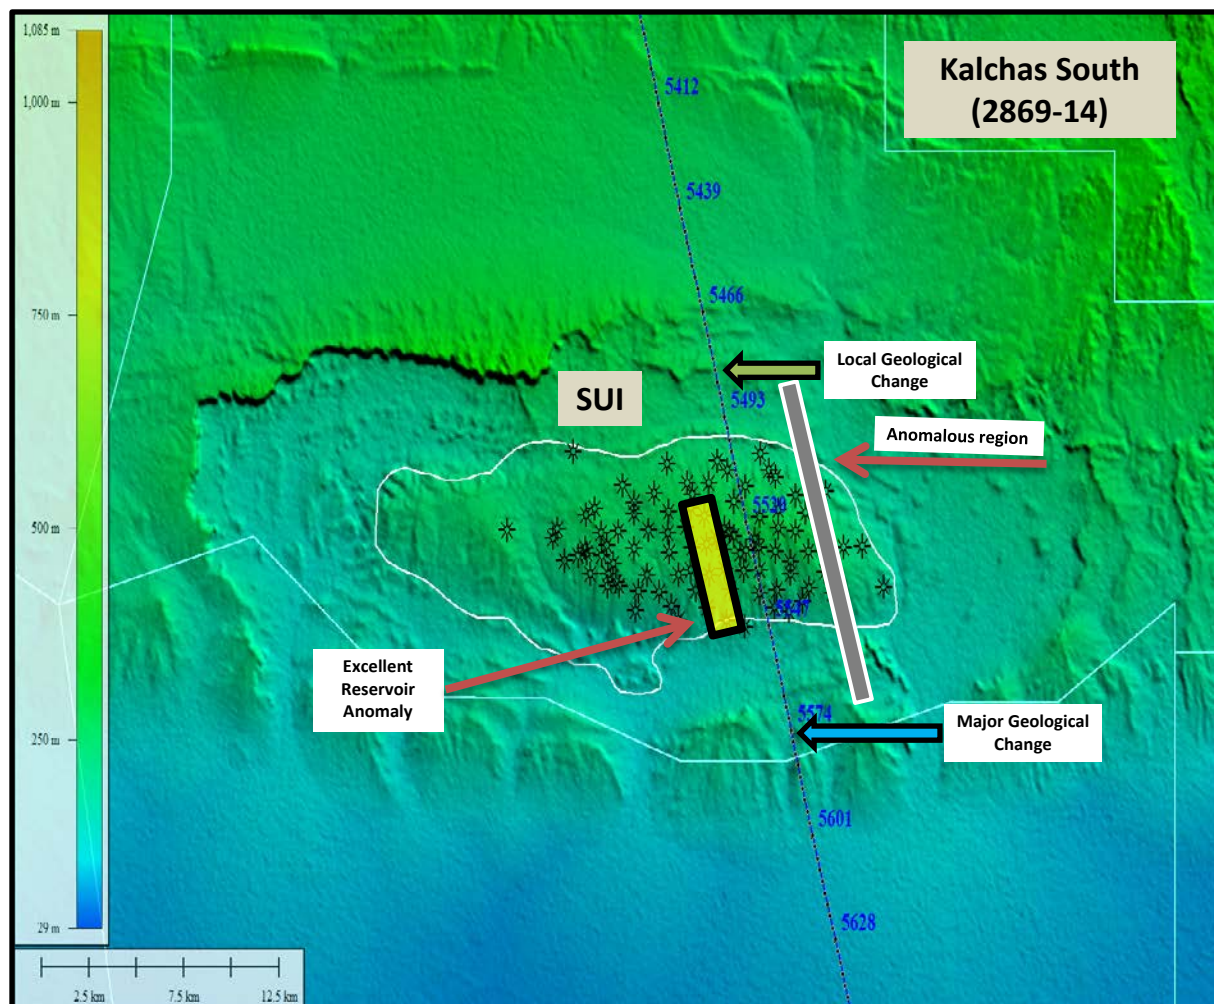 1,085 m
Kalchas South
(2869-14)
5412
1,000 m
5439
5466
750 m
Local Geological
Change
SUI
5493
Anomalous region
5520
500 m
5547
Excellent
Reservoir
Anomaly
5574
Major Geological
Change
250 m
5601
5628
29 m
2.5 km
7.5 km
12.5 km